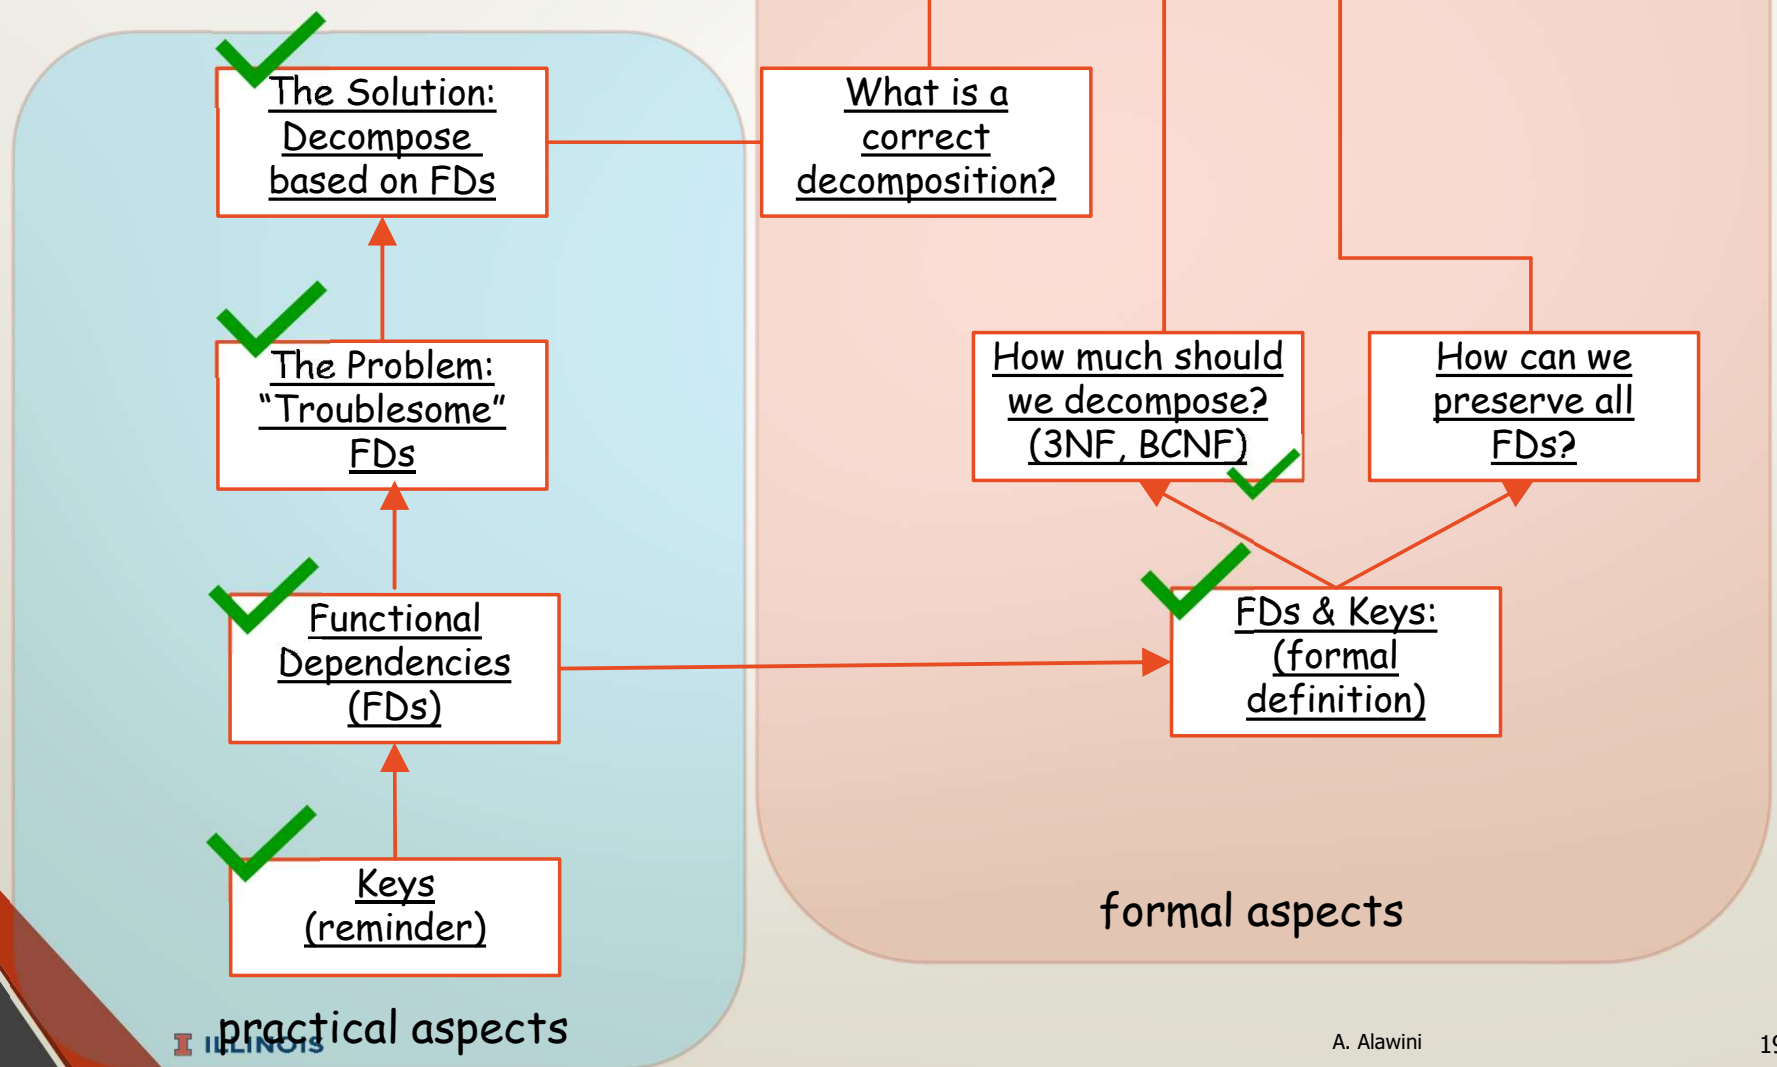 The Solution:
Decompose
based on FDs
What is a
correct
decomposition?
The Problem:
“Troublesome”
FDs
How much should
we decompose?
(3NF, BCNF)
How can we
preserve all
FDs?
Functional
Dependencies
(FDs)
FDs & Keys:
(formal
definition)
Keys
(reminder)
formal aspects
practical aspects
I ILLINOIS
A. Alawini
19